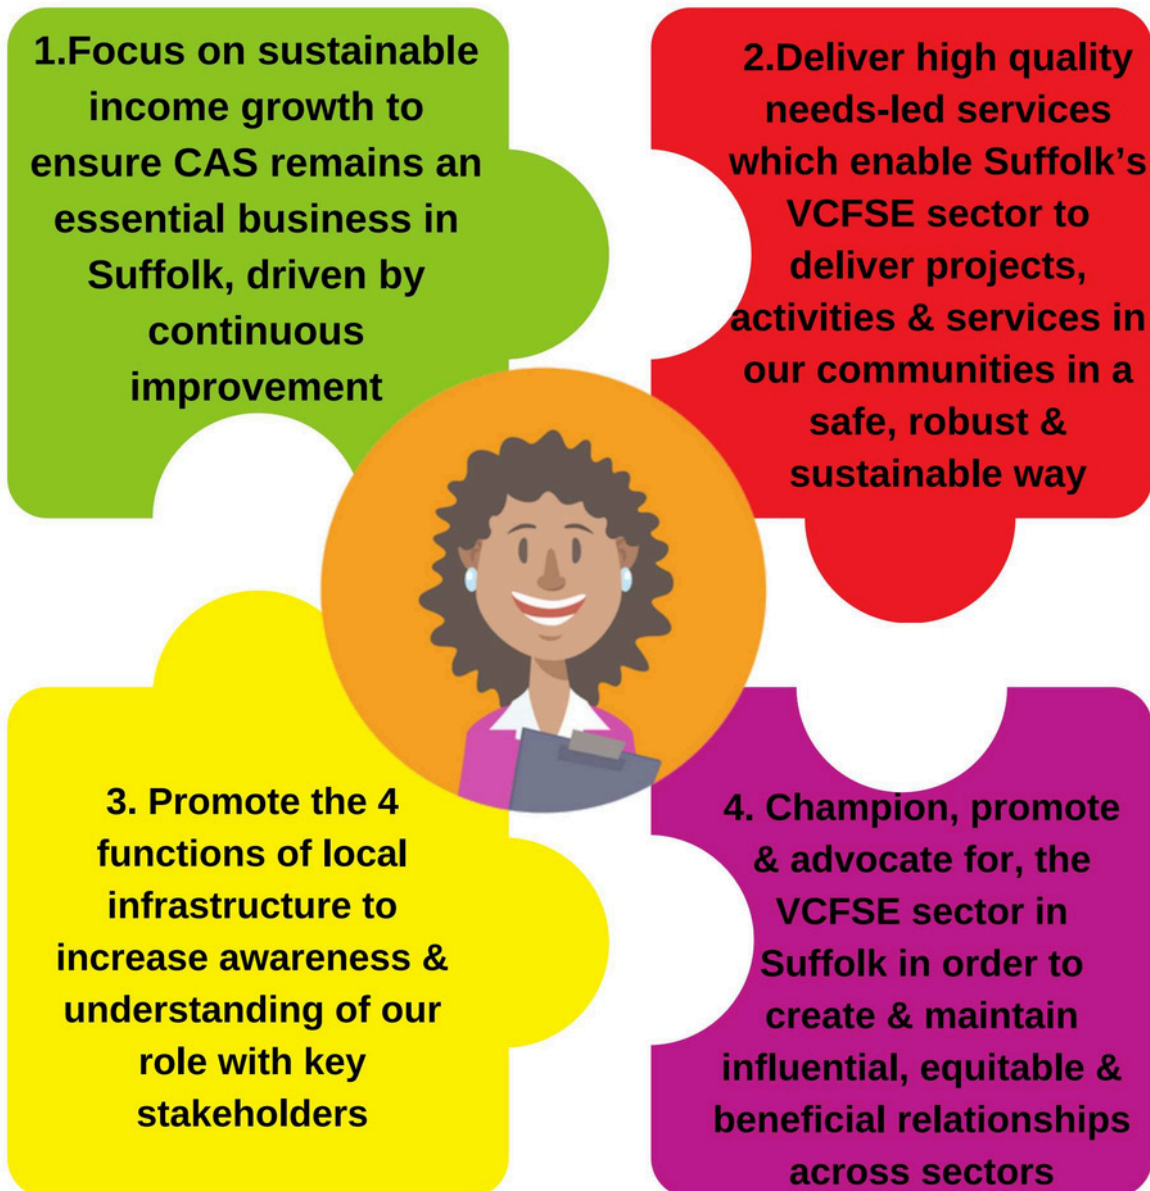 1.Focus on sustainable
income growth to
ensure CAS remains an
essential business in
Suffolk, driven by
continuous
improvement
2.Deliver high quality
needs-led services
which enable Suffolk’s
VCFSE sector to
deliver projects,
activities & services in
our communities in a
safe, robust &
sustainable way
3. Promote the 4
functions of local
infrastructure to
increase awareness &
understanding of our
role with key
stakeholders
4. Champion, promote
& advocate for, the
VCFSE sector in
Suffolk in order to
create & maintain
influential, equitable &
beneficial relationships
across sectors